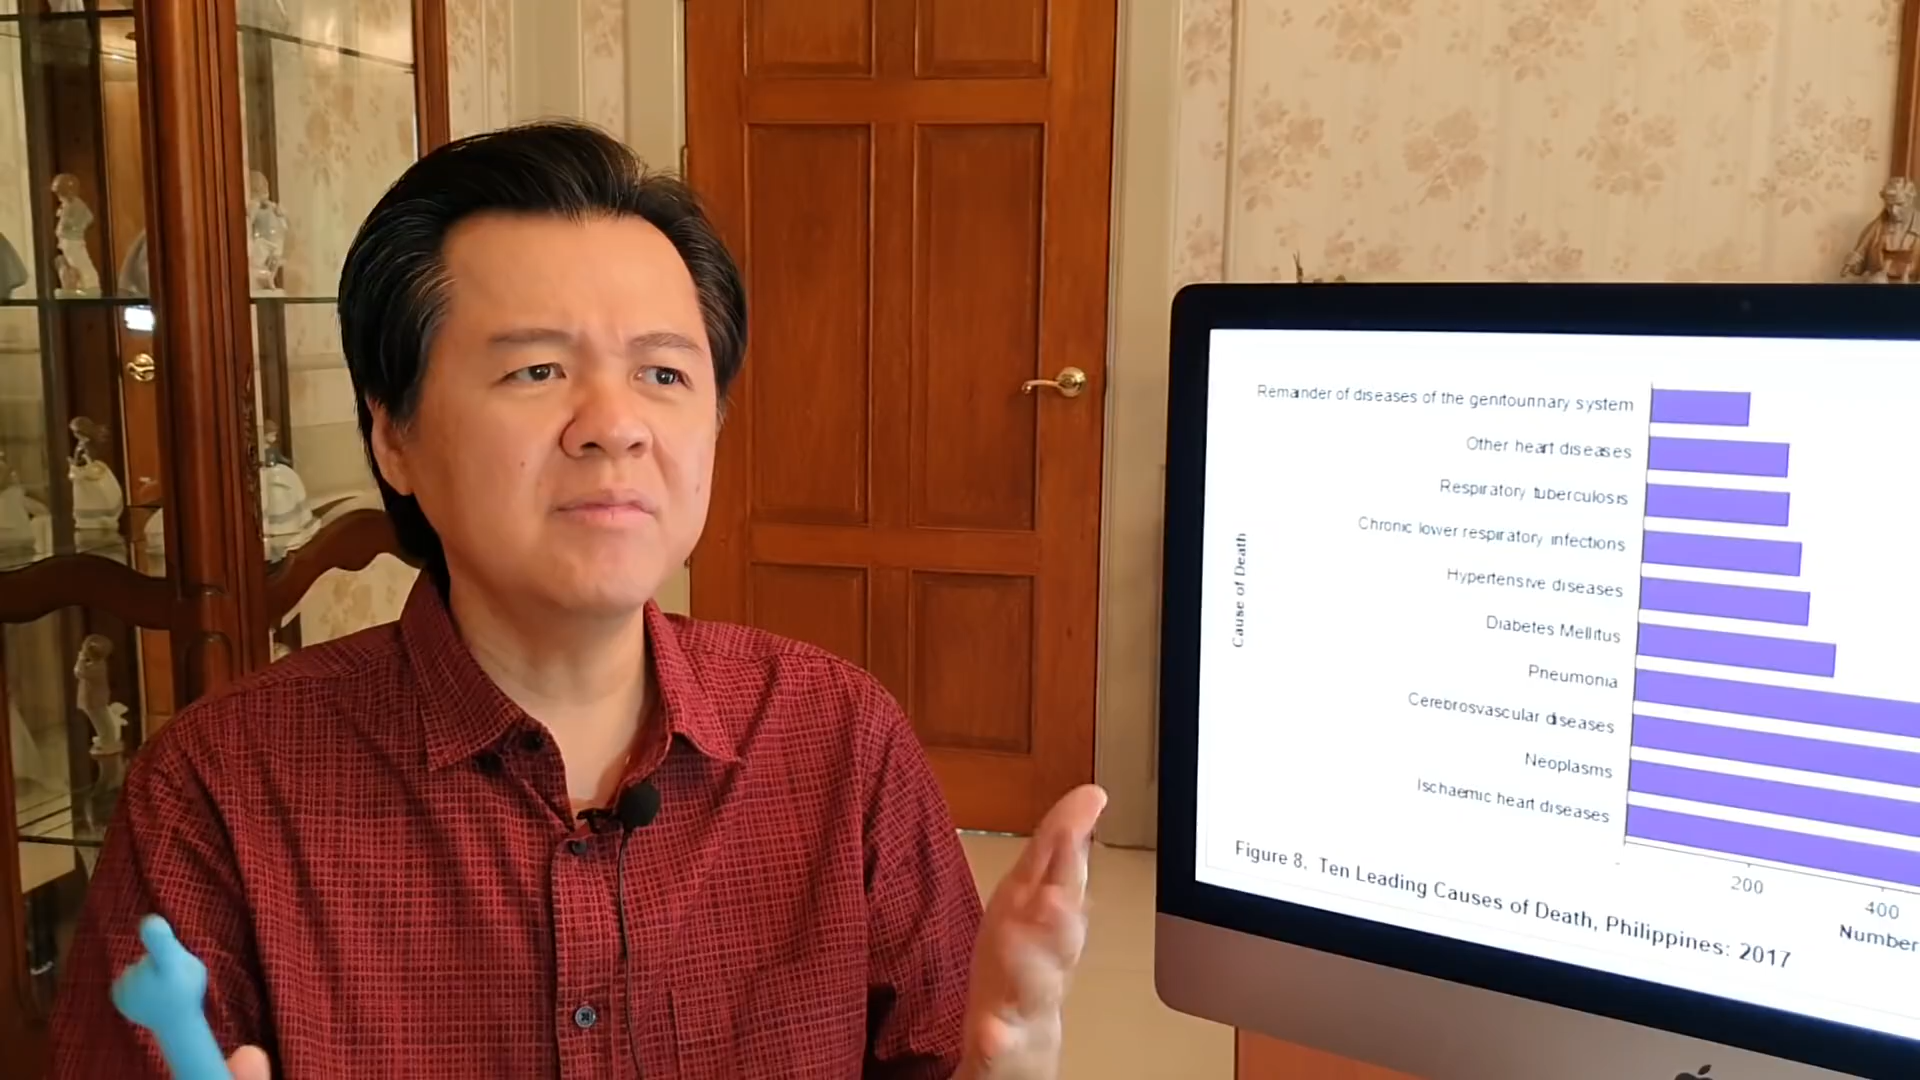 Remainder of diseases of the genitourinary system
Other heart diseases
Respiratory tuberculosis
Chronic lower respiratory infections
Hypertensive diseases
Diabetes Mellitus
Pneumonia
Cerebrosvascular diseases
Neoplasms
Ischaemic heart diseases
Cause of Death
200
400
Number
Figure 8. Ten Leading Causes of Death, Philippines: 2017